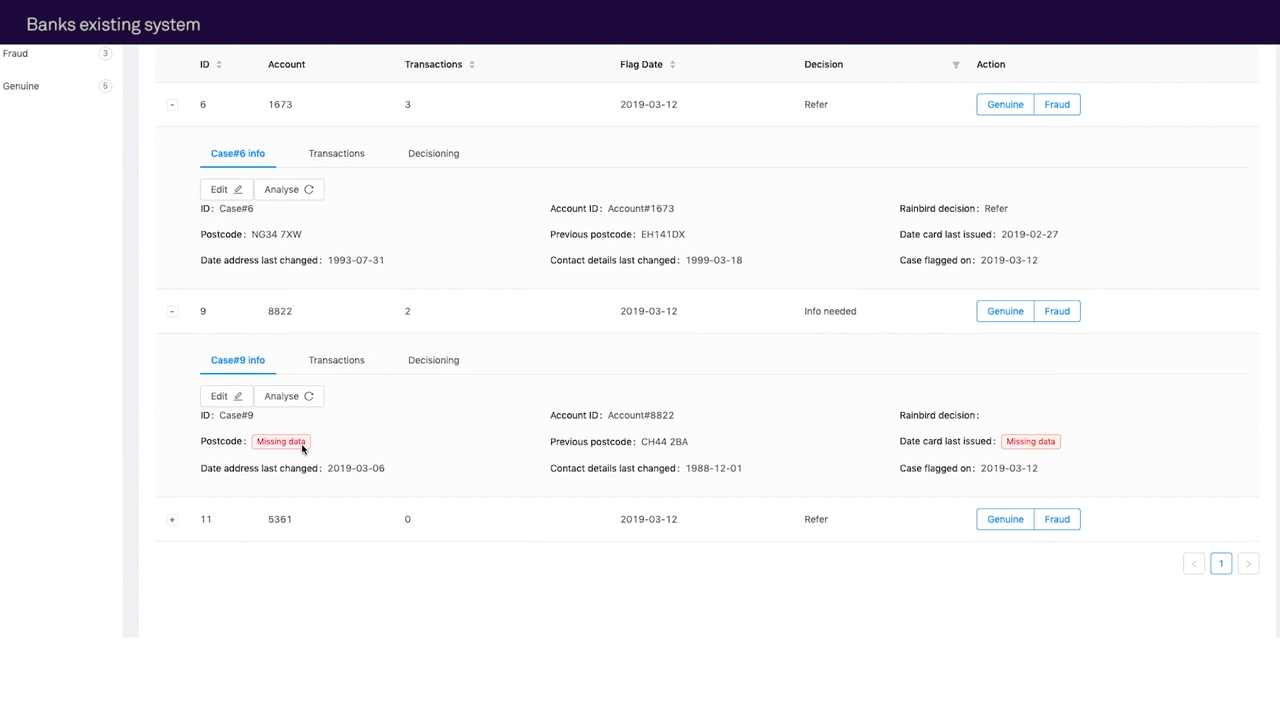 Banks existing system
Fraud 3
Genuine 5
ID Account Transactions Flag Date Decision Action
- 6 1673 3 2019-03-12 Refer Genuine Fraud
Case#6 info Transactions Decisioning
Edit Analyse
ID: Case#6 Account ID: Account#1673 Rainbird decision: Refer
Postcode: NG34 7XW Previous postcode: EH141DX Date card last issued: 2019-02-27
Date address last changed: 1993-07-31 Contact details last changed: 1999-03-18 Case flagged on: 2019-03-12
- 9 8822 2 2019-03-12 Info needed Genuine Fraud
Case#9 info Transactions Decisioning
Edit Analyse
ID: Case#9 Account ID: Account#8822 Rainbird decision:
Postcode: Missing data Previous postcode: CH44 2BA Date card last issued: Missing data
Date address last changed: 2019-03-06 Contact details last changed: 1988-12-01 Case flagged on: 2019-03-12
+ 11 5361 0 2019-03-12 Refer Genuine Fraud
< 1 >